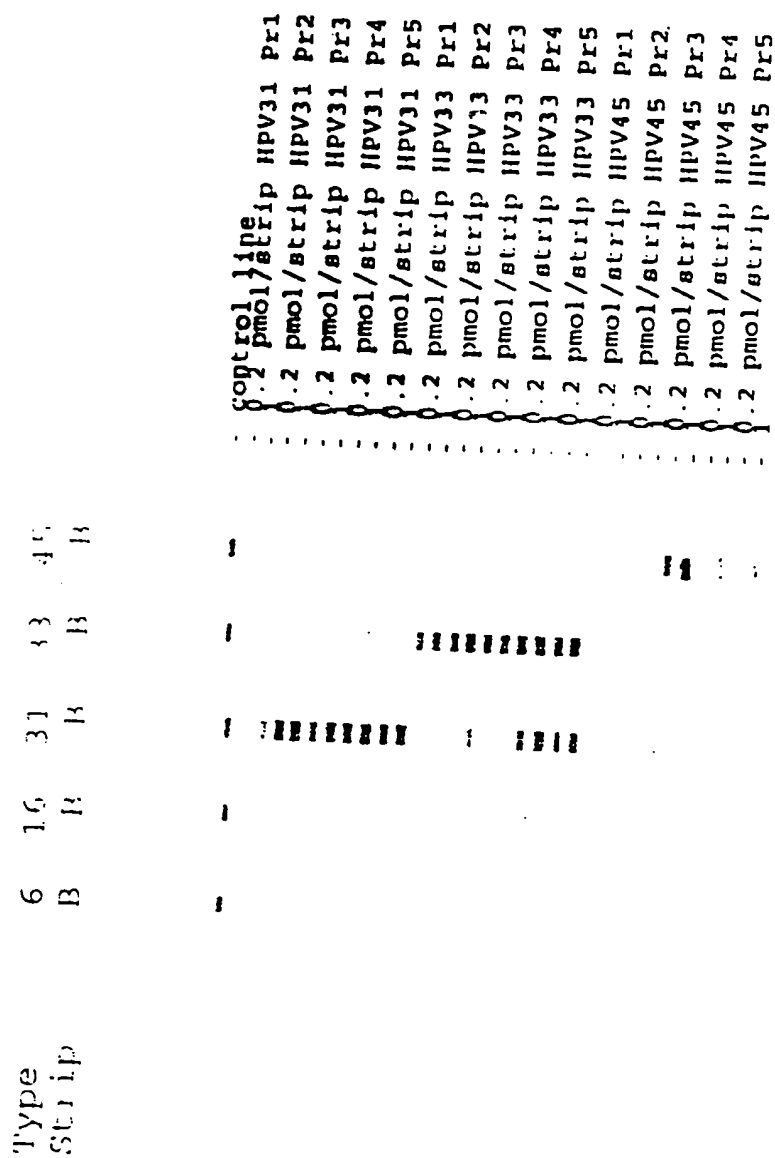 Type 6 16 31 33 45
Strip B B B B B
control line
0.2 pmol/strip HPV31 Pr1
0.2 pmol/strip HPV31 Pr2
0.2 pmol/strip HPV31 Pr3
0.2 pmol/strip HPV31 Pr4
0.2 pmol/strip HPV31 Pr5
0.2 pmol/strip HPV33 Pr1
0.2 pmol/strip HPV33 Pr2
0.2 pmol/strip HPV33 Pr3
0.2 pmol/strip HPV33 Pr4
0.2 pmol/strip HPV33 Pr5
0.2 pmol/strip HPV45 Pr1
0.2 pmol/strip HPV45 Pr2
0.2 pmol/strip HPV45 Pr3
0.2 pmol/strip HPV45 Pr4
0.2 pmol/strip HPV45 Pr5